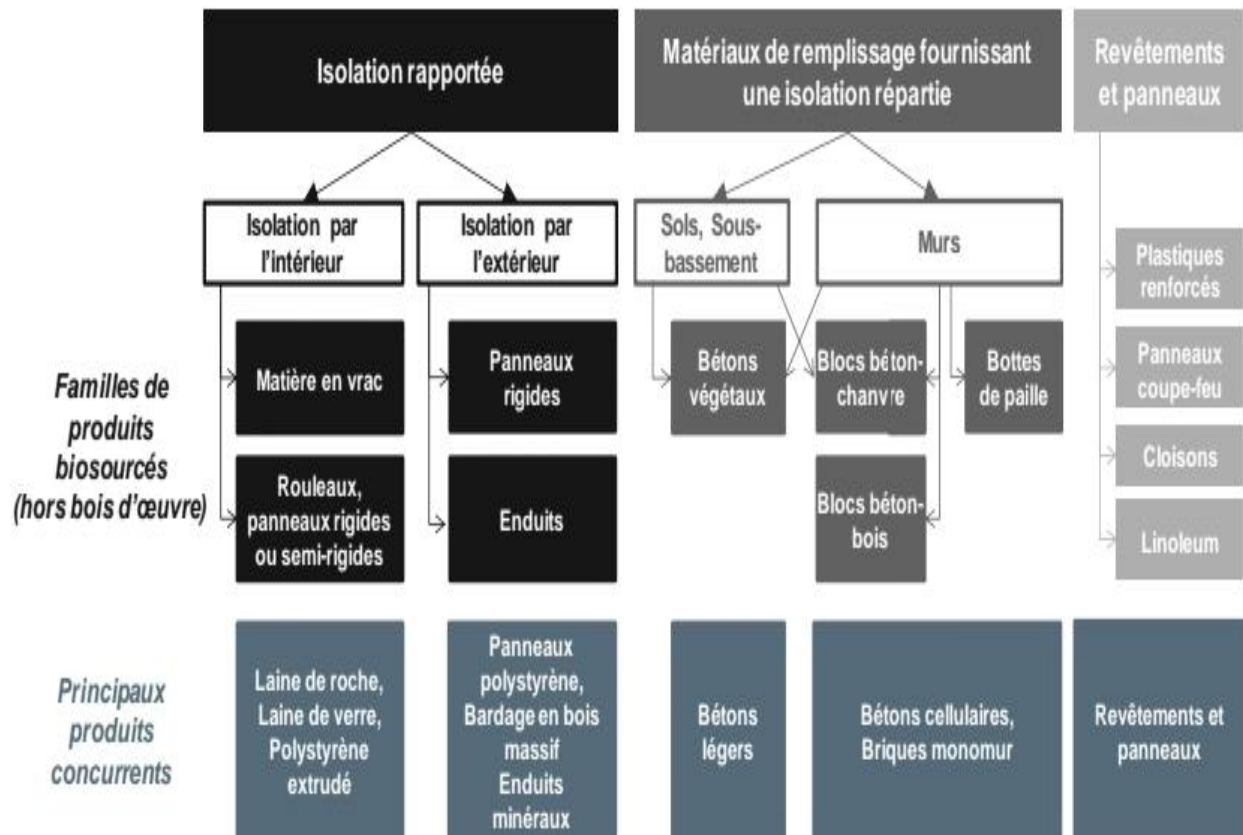 Isolation rapportée
Matériaux de remplissage fournissant
une isolation répartie
Revêtements
et panneaux
Isolation par
l'intérieur
Isolation par
l'extérieur
Sols, Sous-
bassement
Murs
Familles de
produits
biosourcés
(hors bois d'œuvre)
Matière en vrac
Rouleaux,
panneaux rigides
ou semi-rigides
Panneaux
rigides
Enduits
Bétons
végétaux
Blocs béton-
chanvre
Blocs béton-
bois
Bottes
de paille
Plastiques
renforcés
Panneaux
coupe-feu
Cloisons
Linoleum
Principaux
produits
concurrents
Laine de roche,
Laine de verre,
Polystyrène
extrudé
Panneaux
polystyrène,
Bardage en bois
massif
Enduits
minéraux
Bétons
légers
Bétons cellulaires,
Briques monomur
Revêtements et
panneaux